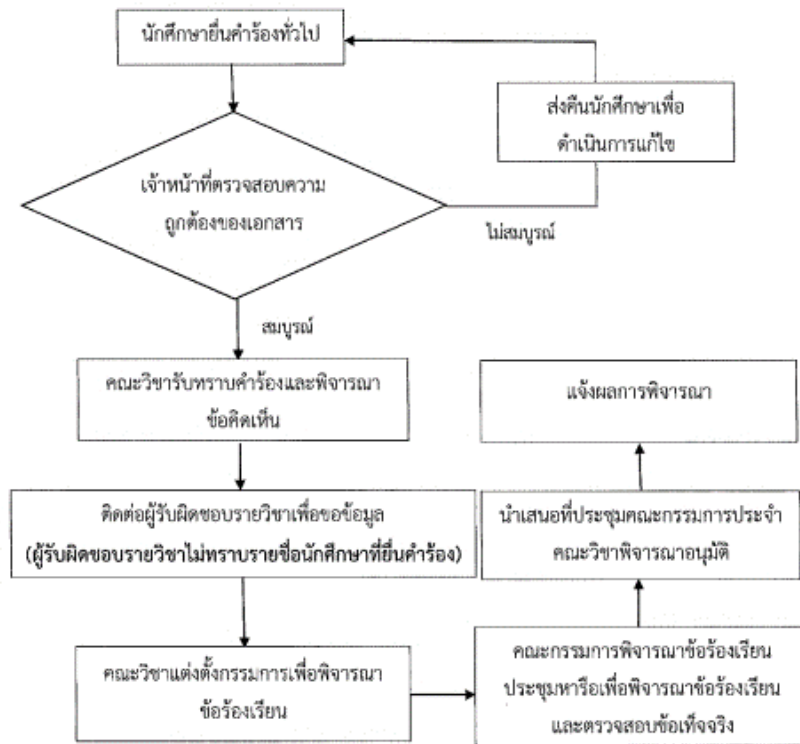 นักศึกษายื่นคำร้องทั่วไป
ส่งคืนนักศึกษาเพื่อ
ดำเนินการแก้ไข
เจ้าหน้าที่ตรวจสอบความ
ถูกต้องของเอกสาร
ไม่สมบูรณ์
สมบูรณ์
คณะวิชารับทราบคำร้องและพิจารณา
ข้อคิดเห็น
ติดต่อผู้รับผิดชอบรายวิชาเพื่อขอข้อมูล
(ผู้รับผิดชอบรายวิชาไม่ทราบรายชื่อนักศึกษาที่ยื่นคำร้อง)
คณะวิชาแต่งตั้งกรรมการเพื่อพิจารณา
ข้อร้องเรียน
คณะกรรมการพิจารณาข้อร้องเรียน
ประชุมหารือเพื่อพิจารณาข้อร้องเรียน
และตรวจสอบข้อเท็จจริง
นำเสนอที่ประชุมคณะกรรมการประจำ
คณะวิชาพิจารณาอนุมัติ
แจ้งผลการพิจารณา